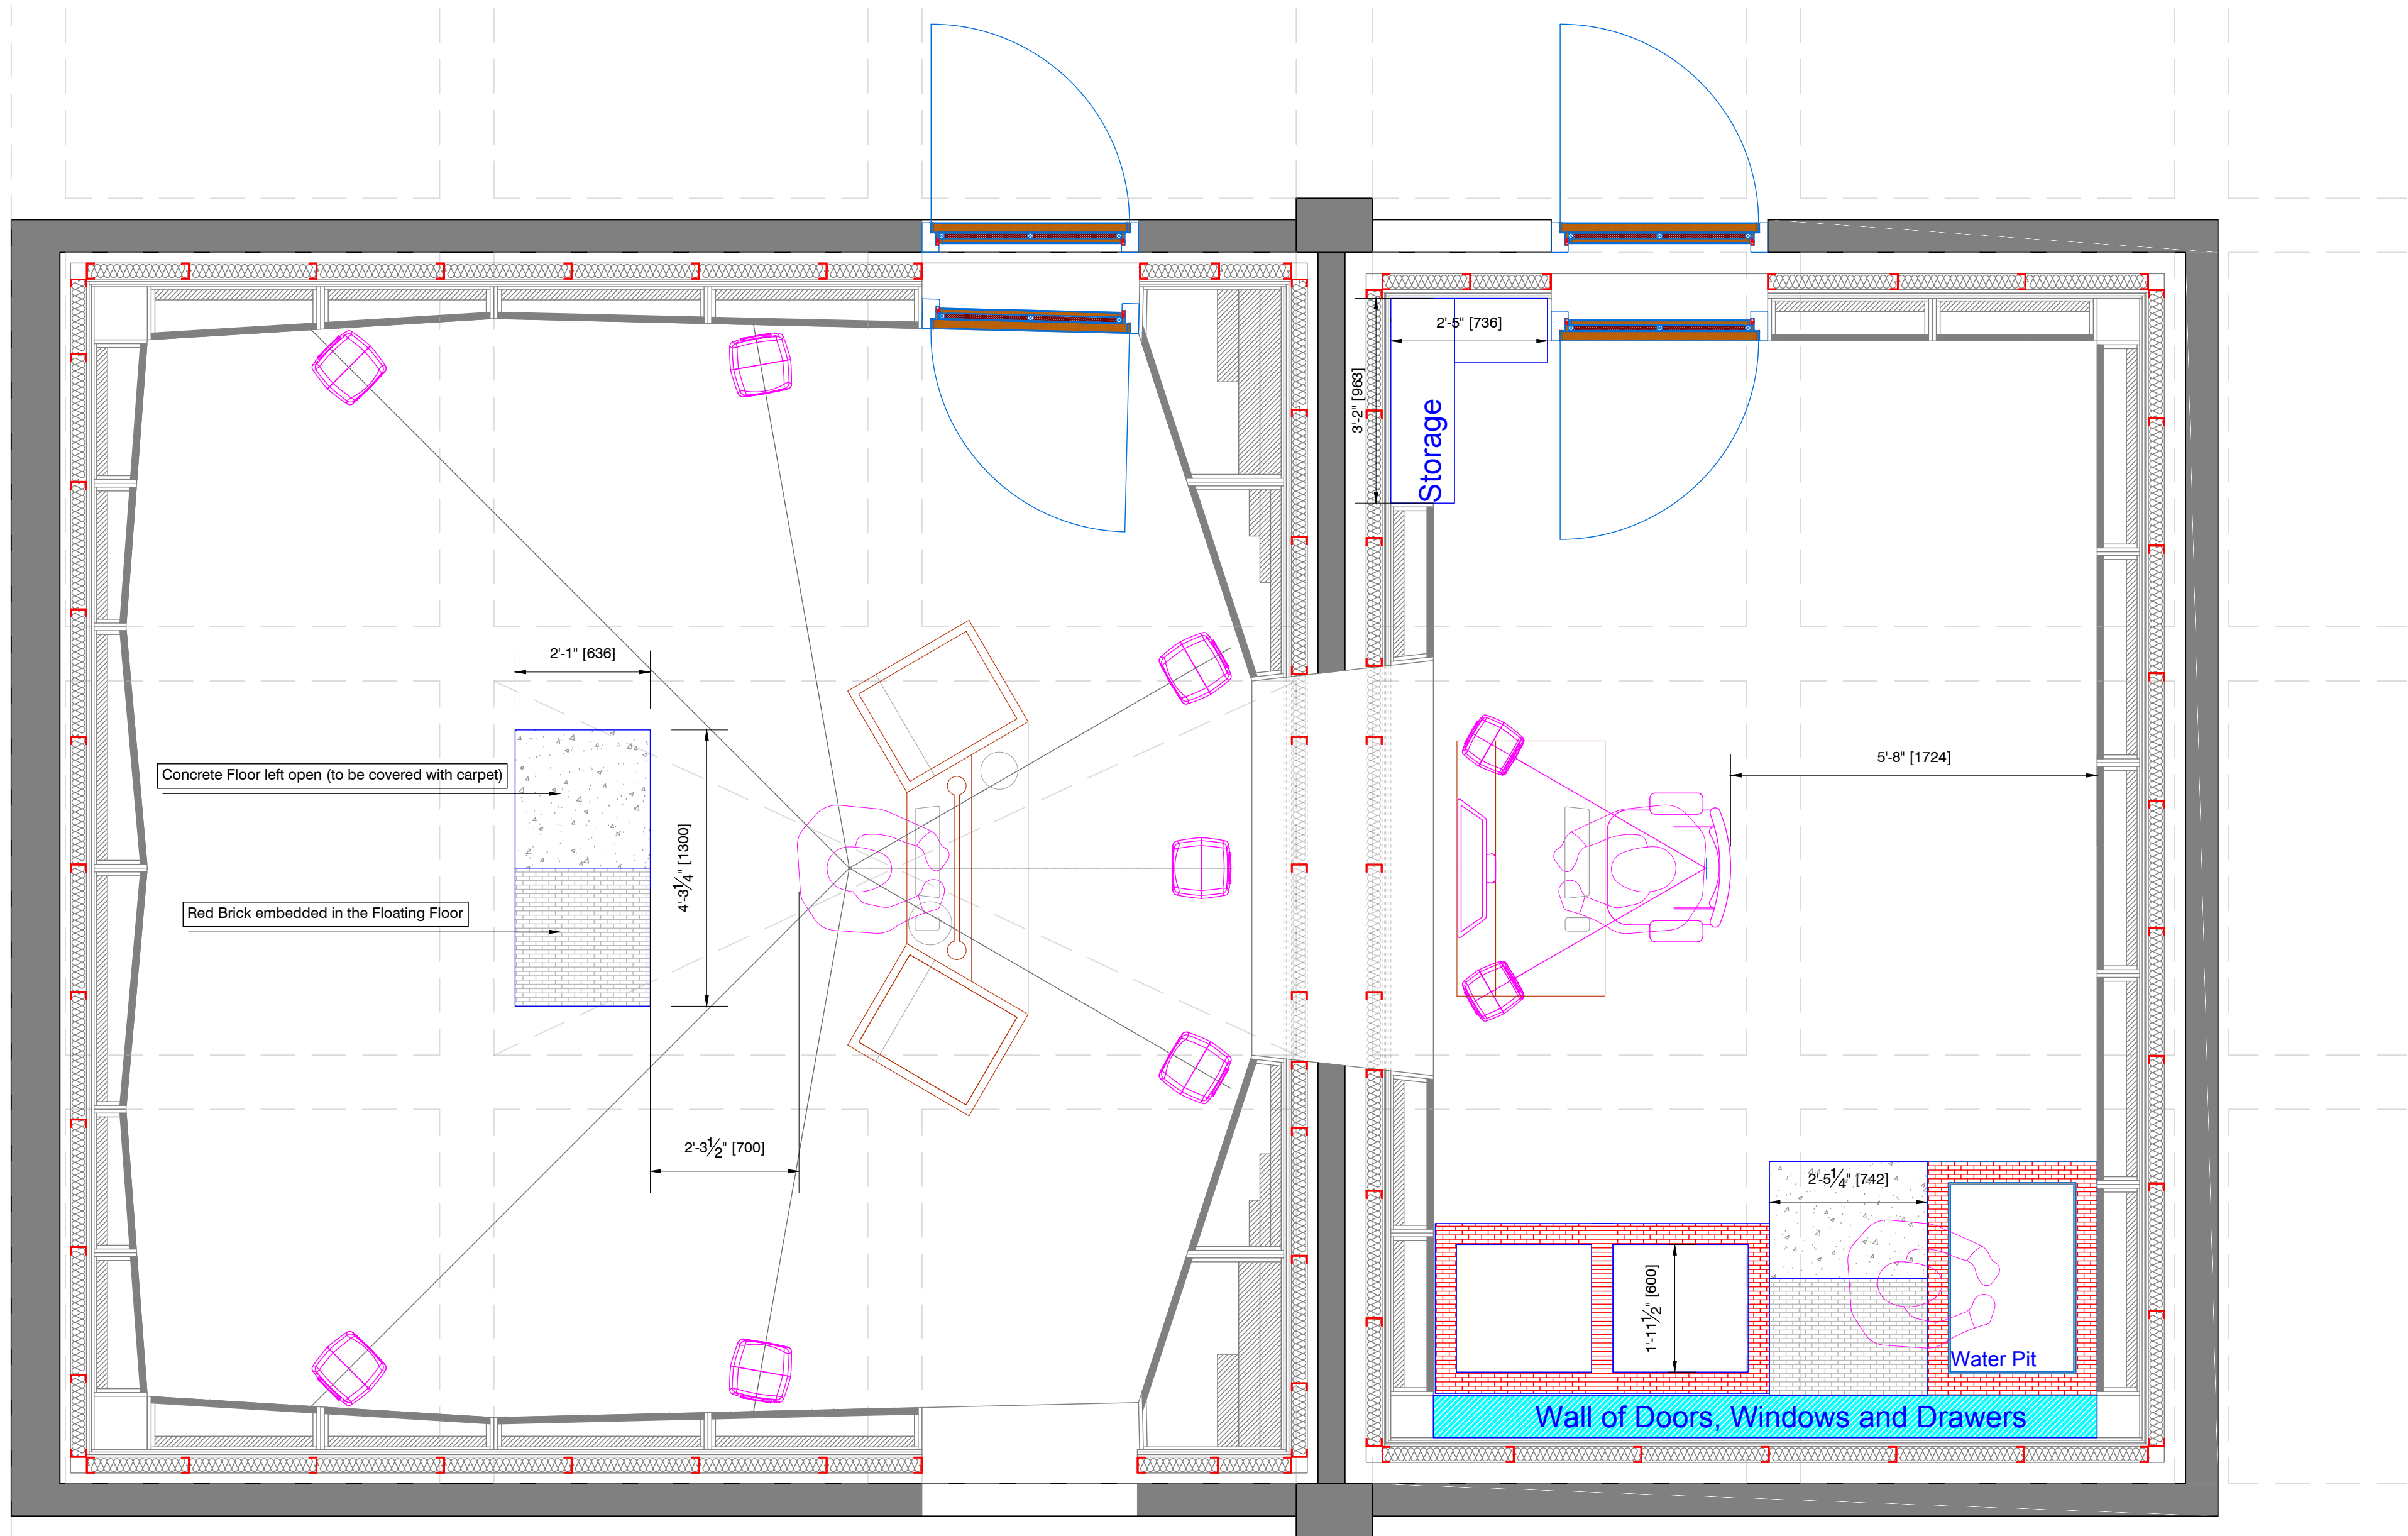 2'-5" [736]
3'-2" [963]
Storage
2'-1" [636]
Concrete Floor left open (to be covered with carpet)
4'-3¼" [1300]
Red Brick embedded in the Floating Floor
2'-3½" [700]
5'-8" [1724]
2'-5¼" [742]
1'-11½" [600]
Water Pit
Wall of Doors, Windows and Drawers